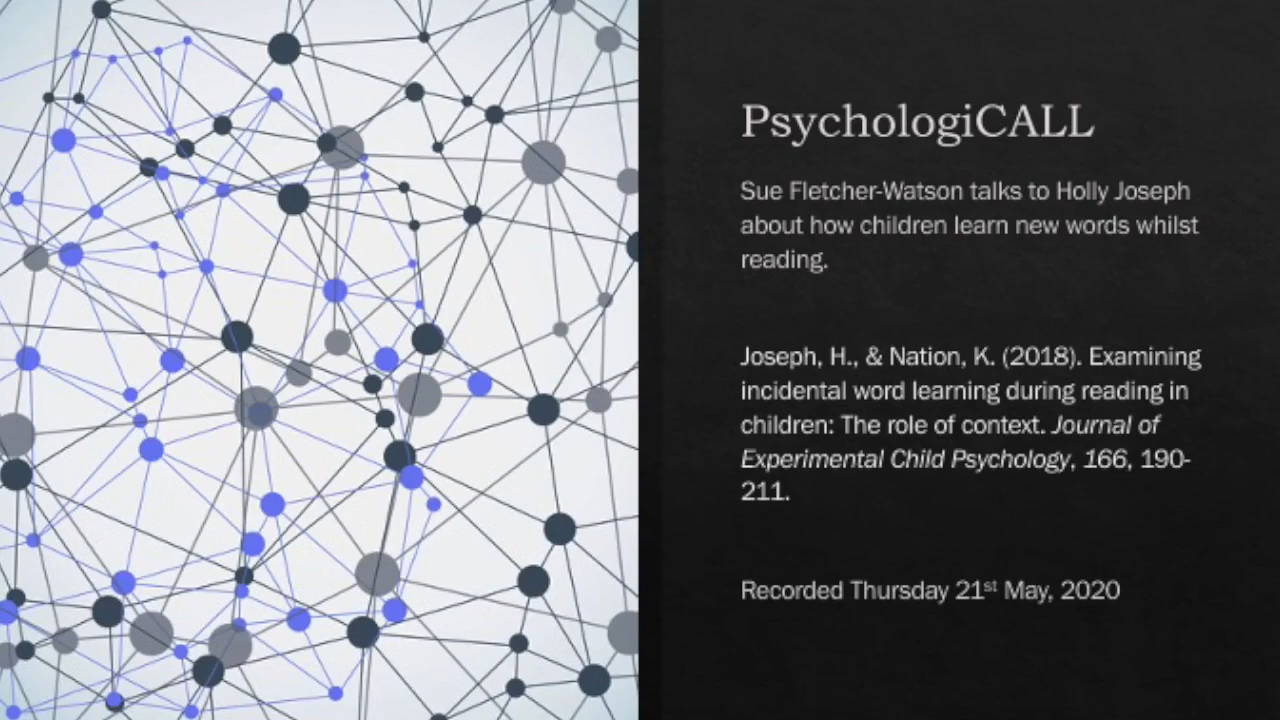 PsychologiCALL
Sue Fletcher-Watson talks to Holly Joseph
about how children learn new words whilst
reading.
Joseph, H., & Nation, K. (2018). Examining
incidental word learning during reading in
children: The role of context. Journal of
Experimental Child Psychology, 166, 190-
211.
Recorded Thursday 21st May, 2020